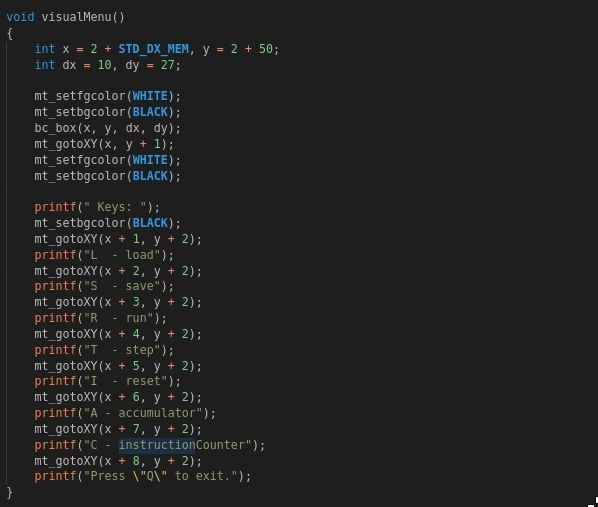 void visualMenu()
{
    int x = 2 + STD_DX_MEM, y = 2 + 50;
    int dx = 10, dy = 27;

    mt_setfgcolor(WHITE);
    mt_setbgcolor(BLACK);
    bc_box(x, y, dx, dy);
    mt_gotoXY(x, y + 1);
    mt_setfgcolor(WHITE);
    mt_setbgcolor(BLACK);

    printf(" Keys: ");
    mt_setbgcolor(BLACK);
    mt_gotoXY(x + 1, y + 2);
    printf("L  - load");
    mt_gotoXY(x + 2, y + 2);
    printf("S  - save");
    mt_gotoXY(x + 3, y + 2);
    printf("R  - run");
    mt_gotoXY(x + 4, y + 2);
    printf("T  - step");
    mt_gotoXY(x + 5, y + 2);
    printf("I  - reset");
    mt_gotoXY(x + 6, y + 2);
    printf("A - accumulator");
    mt_gotoXY(x + 7, y + 2);
    printf("C - instructionCounter");
    mt_gotoXY(x + 8, y + 2);
    printf("Press \"Q\" to exit.");
}